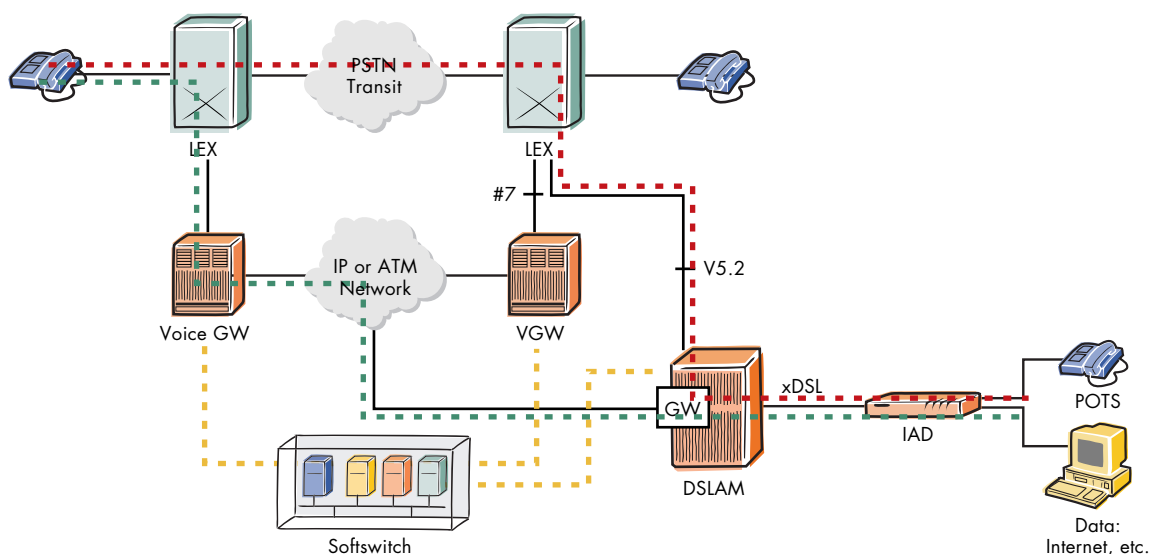 PSTN
Transit
LEX
LEX
#7
IP or ATM
Network
V5.2
Voice GW
VGW
xDSL
GW
POTS
IAD
DSLAM
Softswitch
Data:
Internet, etc.